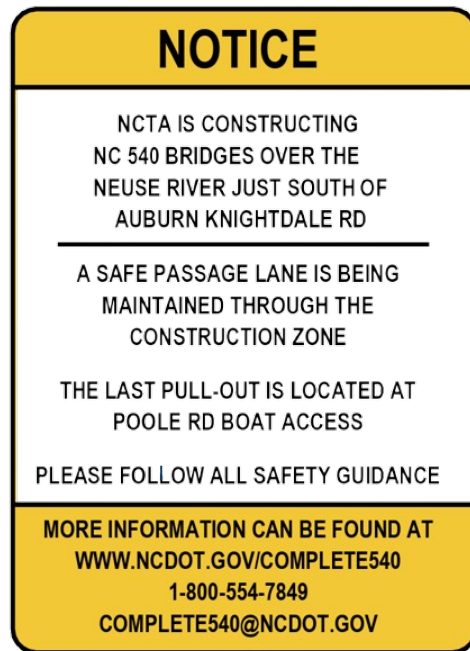 NOTICE
NCTA IS CONSTRUCTING
NC 540 BRIDGES OVER THE
NEUSE RIVER JUST SOUTH OF
AUBURN KNIGHTDALE RD
A SAFE PASSAGE LANE IS BEING
MAINTAINED THROUGH THE
CONSTRUCTION ZONE
THE LAST PULL-OUT IS LOCATED AT
POOLE RD BOAT ACCESS
PLEASE FOLLOW ALL SAFETY GUIDANCE
MORE INFORMATION CAN BE FOUND AT
WWW.NCDOT.GOV/COMPLETE540
1-800-554-7849
COMPLETE540@NCDOT.GOV